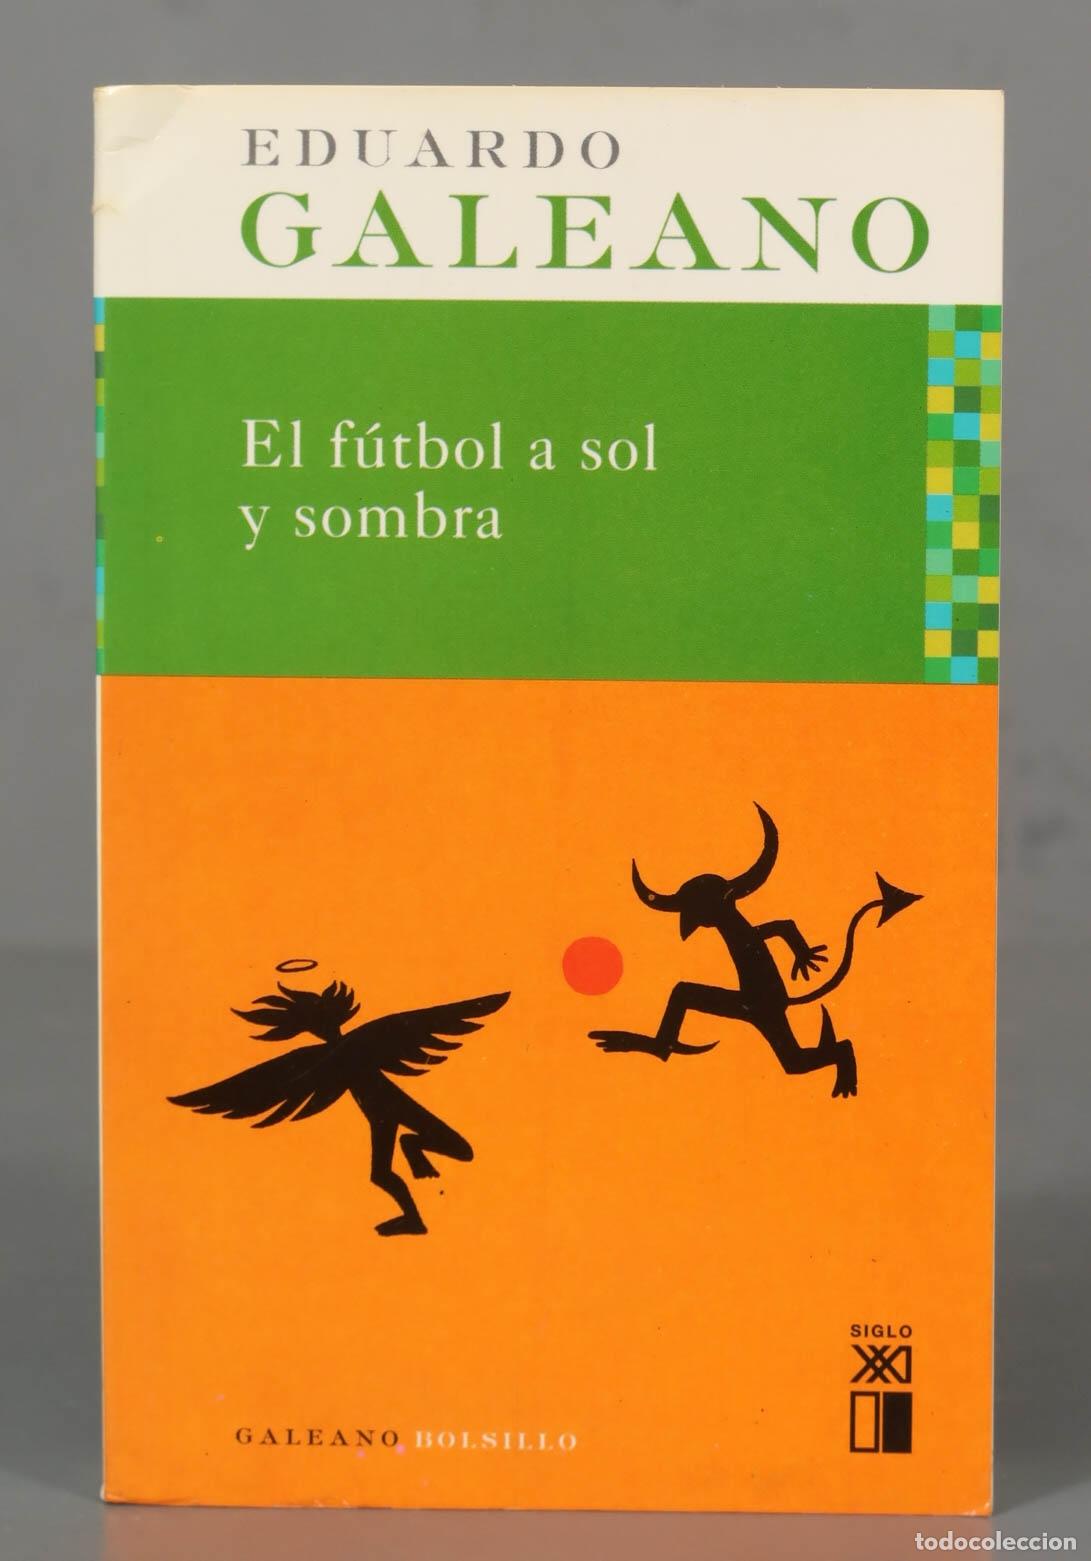 EDUARDO
GALEANO
El fútbol a sol
y sombra
SIGLO
XXI
GALEANO BOLSILLO
todocoleccion